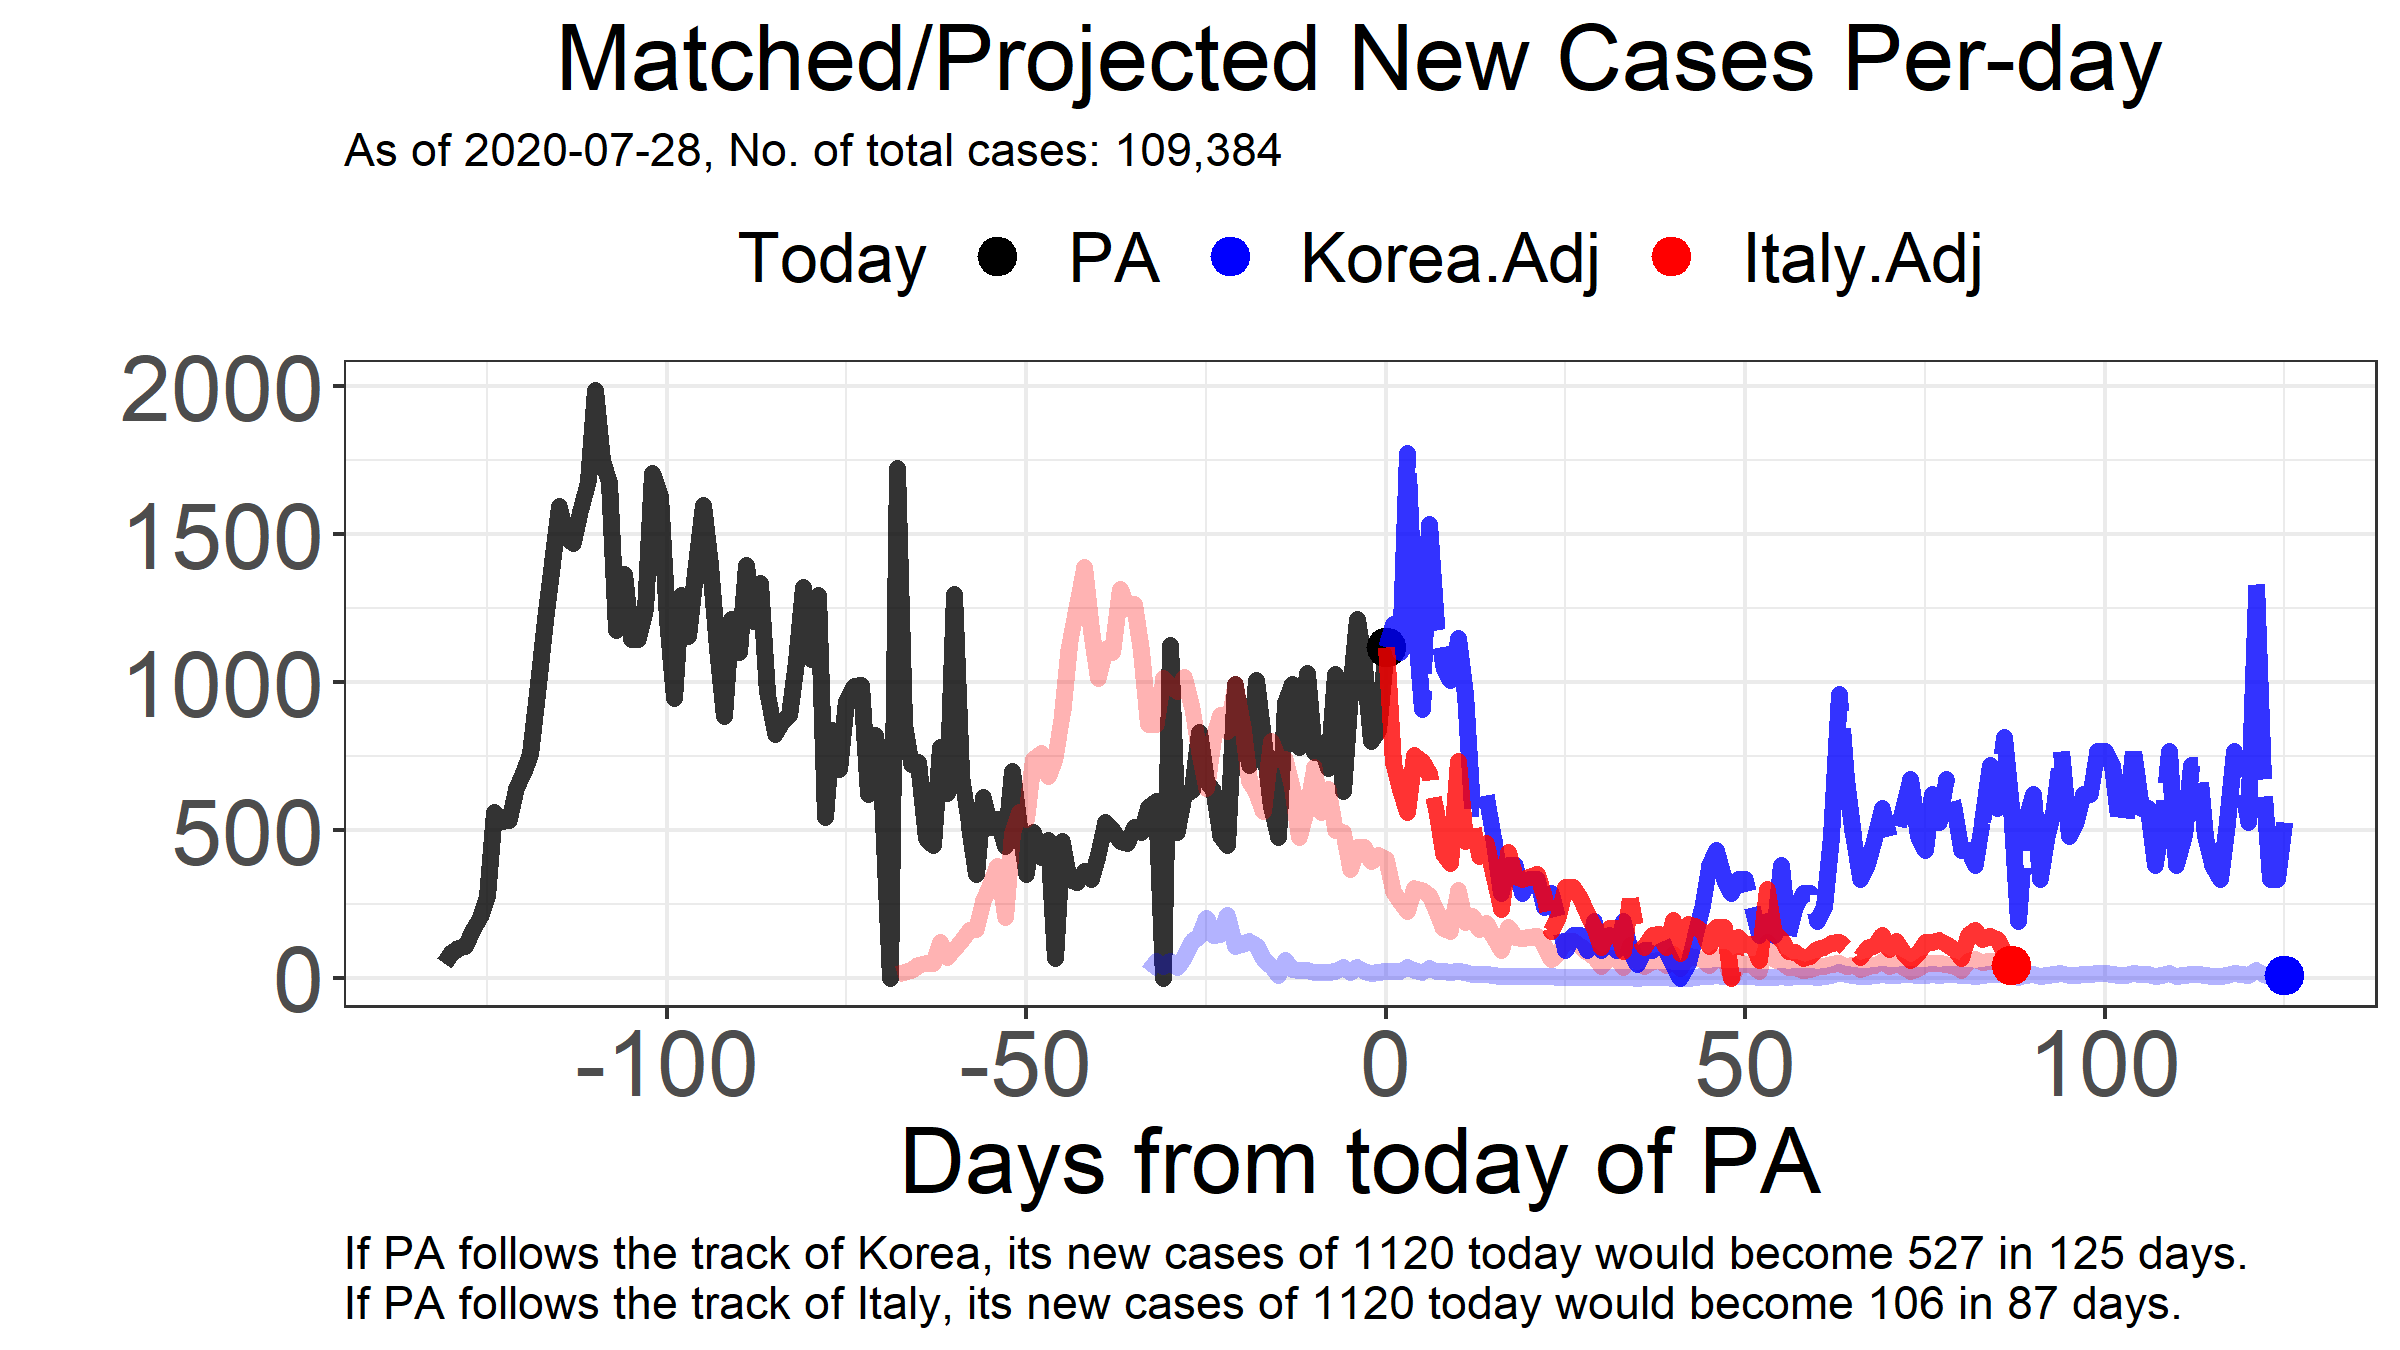 Matched/Projected New Cases Per-day
As of 2020-07-28, No. of total cases: 109,384
Today PA Korea.Adj Italy.Adj
2000
1500
1000
500
0
-100 -50 0 50 100
Days from today of PA
If PA follows the track of Korea, its new cases of 1120 today would become 527 in 125 days.
If PA follows the track of Italy, its new cases of 1120 today would become 106 in 87 days.